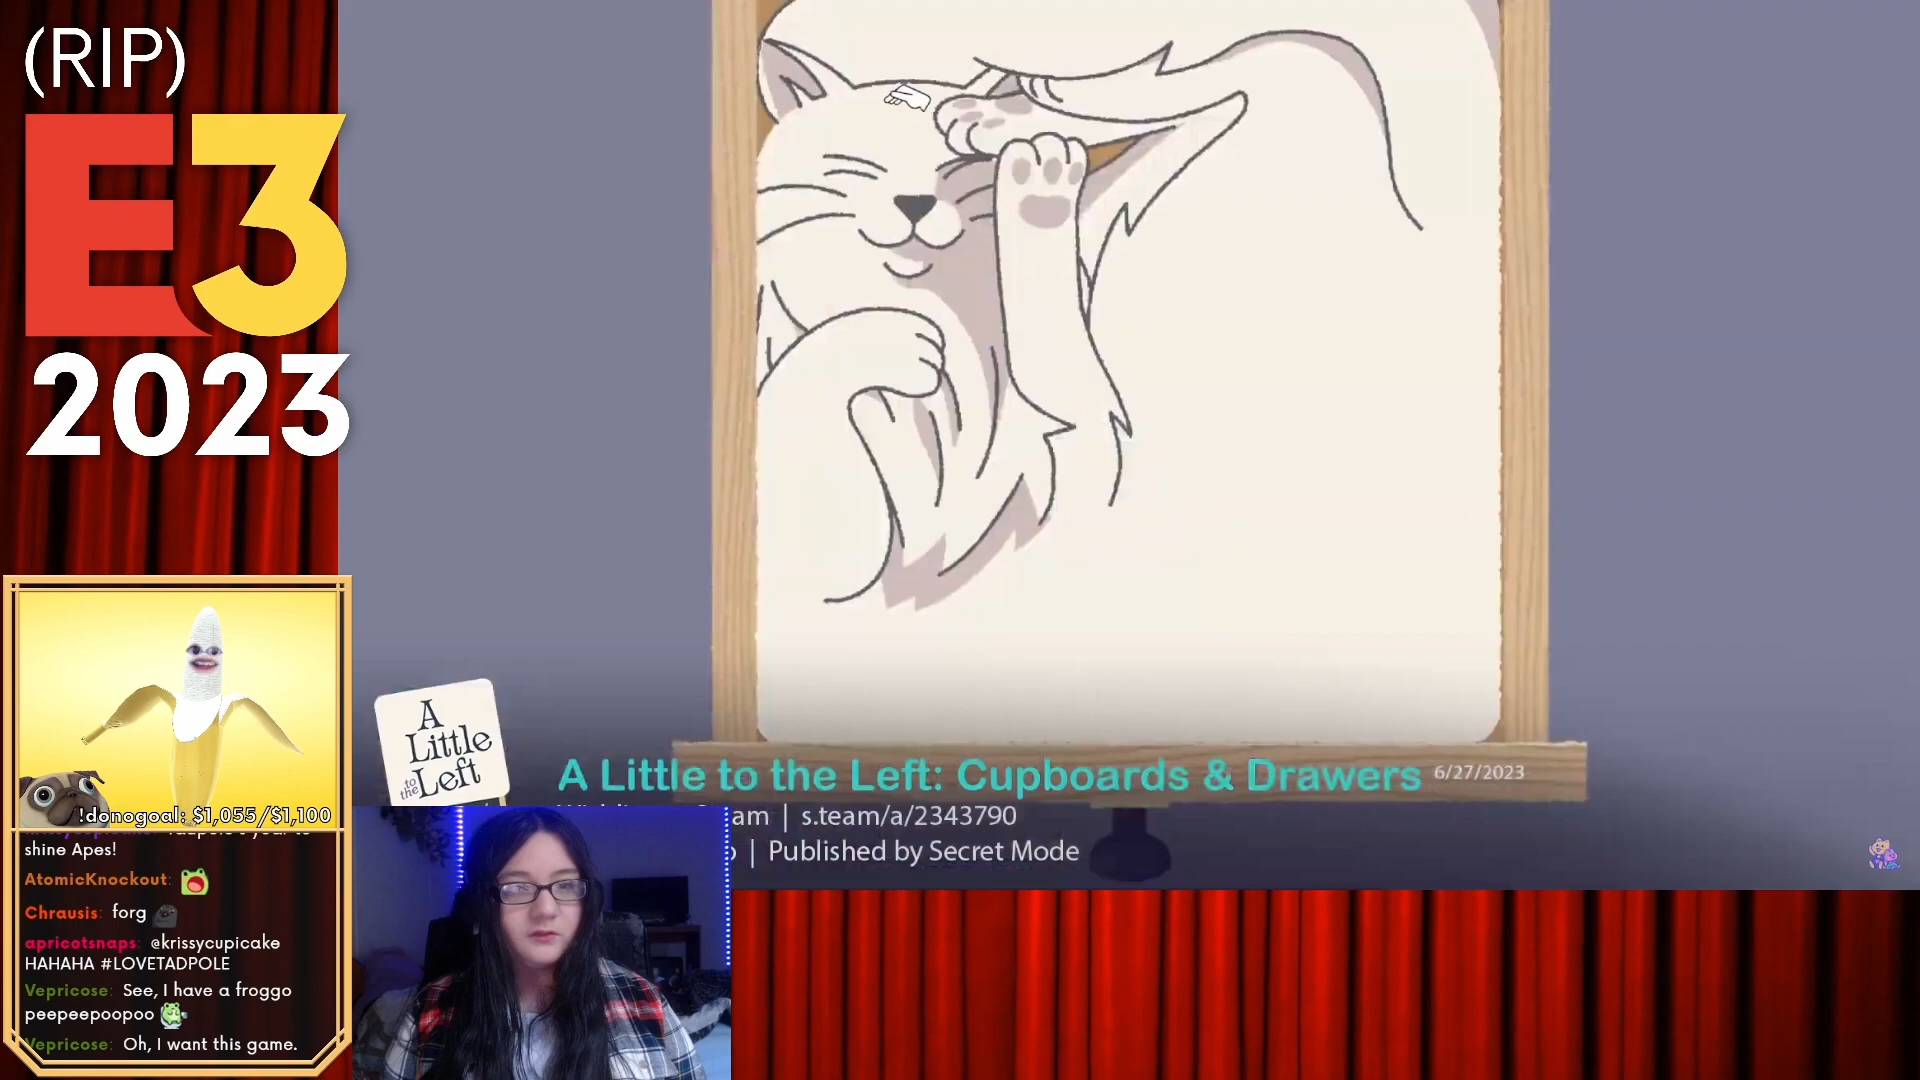 (RIP)
E3
2023
A
Little
to the Left
A Little to the Left: Cupboards & Drawers 6/27/2023
am | s.team/a/2343790
| Published by Secret Mode
!donogoal: $1,055/$1,100
shine Apes!
AtomicKnockout:
Chrausis: forg
apricotsnaps: @krissycupicake
HAHAHA #LOVETADPOLE
Vepricose: See, I have a froggo
peepeepoopoo
Vepricose: Oh, I want this game.